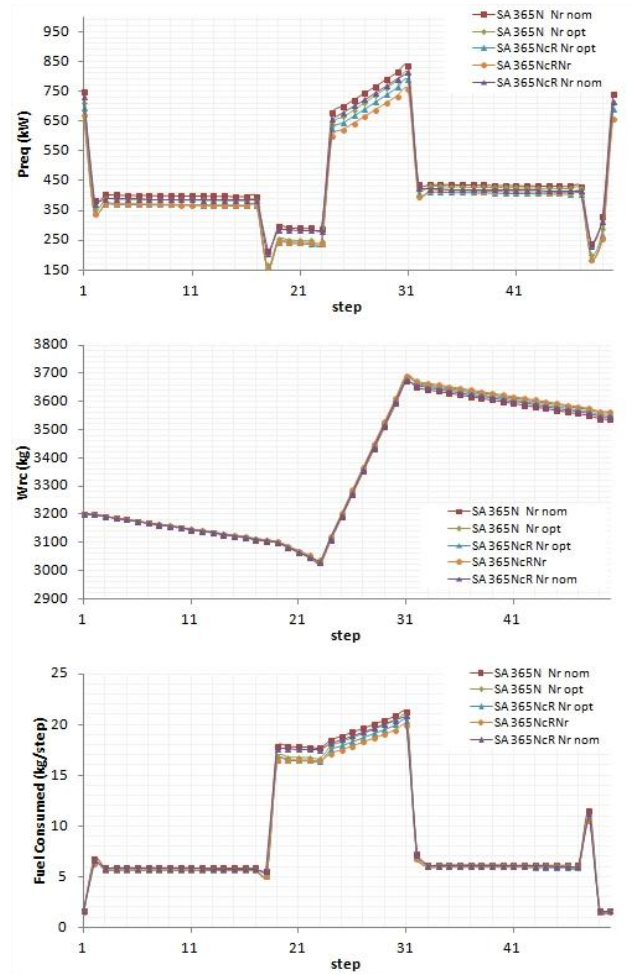 950
850
750
650
550
450
350
250
150
Preq (kW)
1 11 21 31 41
step
SA 365N Nr nom
SA 365N Nr opt
SA 365NcR Nr opt
SA 365NcRNr
SA 365NcR Nr nom
3800
3700
3600
3500
3400
3300
3200
3100
3000
2900
Wrc (kg)
1 11 21 31 41
step
SA 365N Nr nom
SA 365N Nr opt
SA 365NcR Nr opt
SA 365NcRNr
SA 365NcR Nr nom
25
20
15
10
5
0
Fuel Consumed (kg/step)
1 11 21 31 41
step
SA 365N Nr nom
SA 365N Nr opt
SA 365NcR Nr opt
SA 365NcRNr
SA 365NcR Nr nom